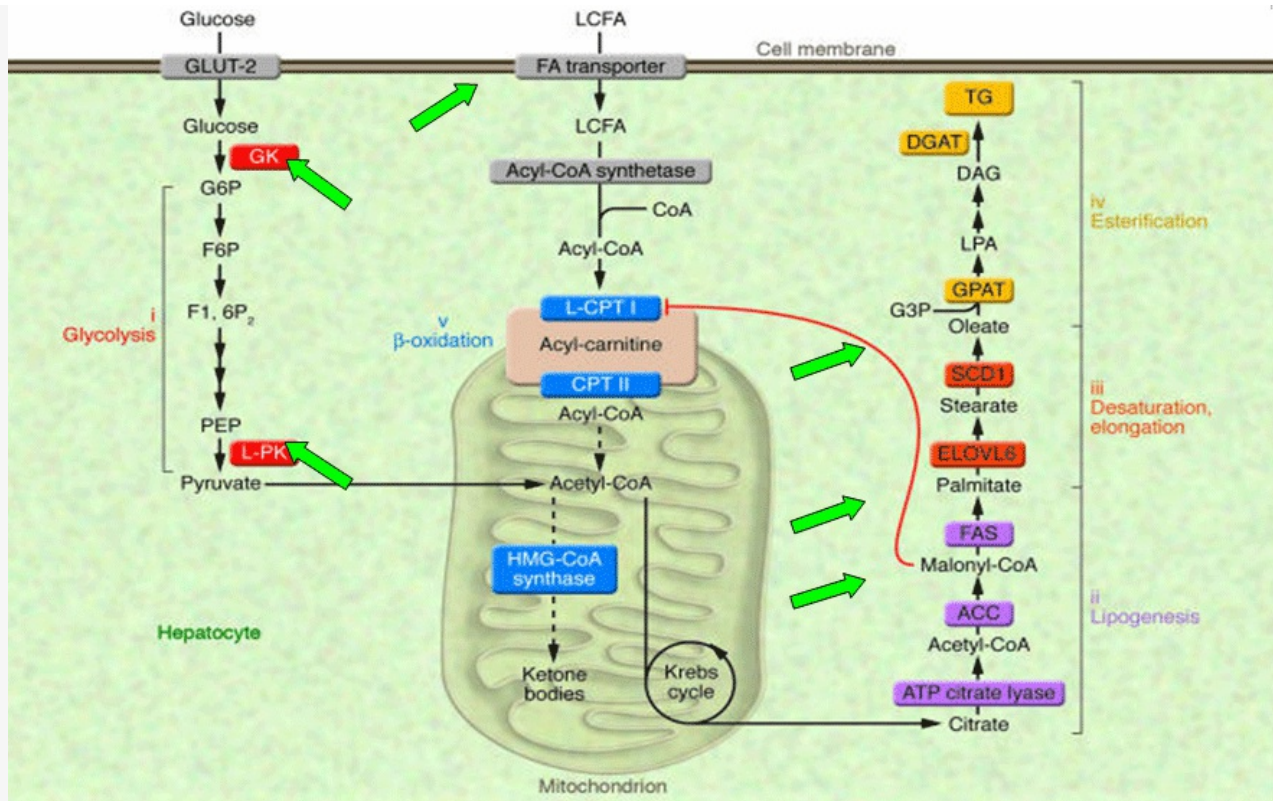 Glucose
GLUT-2
Glucose
GK
G6P
F6P
F1, 6P2
i
Glycolysis
PEP
L-PK
Pyruvate
Hepatocyte
LCFA
FA transporter
Cell membrane
LCFA
Acyl-CoA synthetase
CoA
Acyl-CoA
L-CPT I
v
β-oxidation
Acyl-carnitine
CPT II
Acyl-CoA
Acetyl-CoA
HMG-CoA
synthase
Ketone
bodies
Krebs
cycle
Mitochondrion
TG
DGAT
DAG
iv
Esterification
LPA
GPAT
G3P
Oleate
SCD1
iii
Desaturation,
elongation
Stearate
ELOVL6
Palmitate
FAS
Malonyl-CoA
ii
Lipogenesis
ACC
Acetyl-CoA
ATP citrate lyase
Citrate